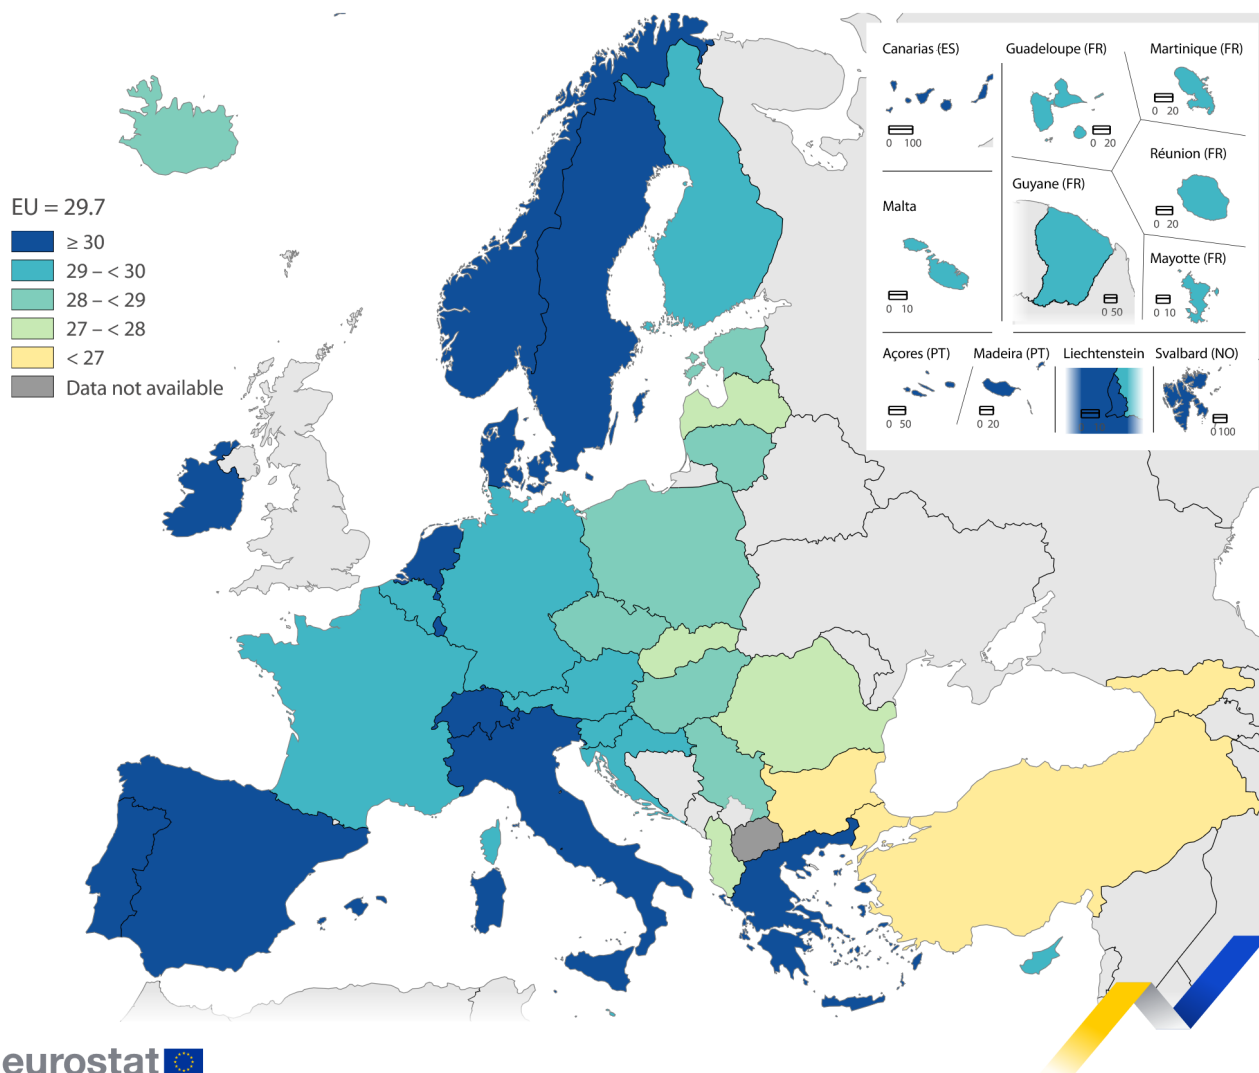 Canarias (ES)
0 100
Guadeloupe (FR)
0 20
Martinique (FR)
0 20
Réunion (FR)
0 20
Guyane (FR)
0 50
Malta
0 10
Mayotte (FR)
0 10
Açores (PT)
0 50
Madeira (PT)
0 20
Liechtenstein
Svalbard (NO)
0 100
EU = 29.7
≥ 30
29 – < 30
28 – < 29
27 – < 28
< 27
Data not available
eurostat